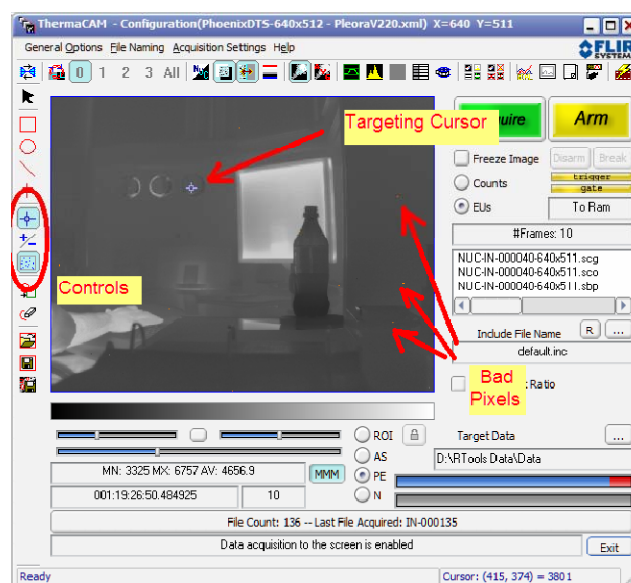 ThermaCAM - Configuration(PhoenixDTS-640x512 - PleoraV220.xml) X=640 Y=511
General Options File Naming Acquisition Settings Help
FLIR
SYSTEMS
0 1 2 3 All
Targeting Cursor
Arm
Freeze Image
Disarm Break
Counts
trigger
gate
EUs
To Ram
#Frames: 10
NUC-IN-000040-640x511.scg
NUC-IN-000040-640x511.sco
NUC-IN-000040-640x511.sbp
Controls
Include File Name R ...
default.inc
Bad
Pixels
Ratio
ROI
Target Data ...
AS
D:\RTools Data\Data
MN: 3325 MX: 6757 AV: 4656.9 MMM PE
001:19:26:50.484925 10 N
File Count: 136 -- Last File Acquired: IN-000135
Data acquisition to the screen is enabled Exit
Ready Cursor: (415, 374) = 3801